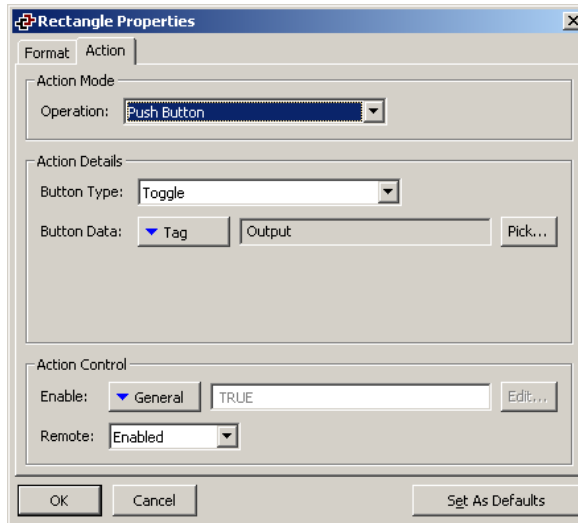 Rectangle Properties
Format Action
Action Mode
Operation: Push Button
Action Details
Button Type: Toggle
Button Data: Tag Output Pick...
Action Control
Enable: General TRUE Edit...
Remote: Enabled
OK Cancel Set As Defaults